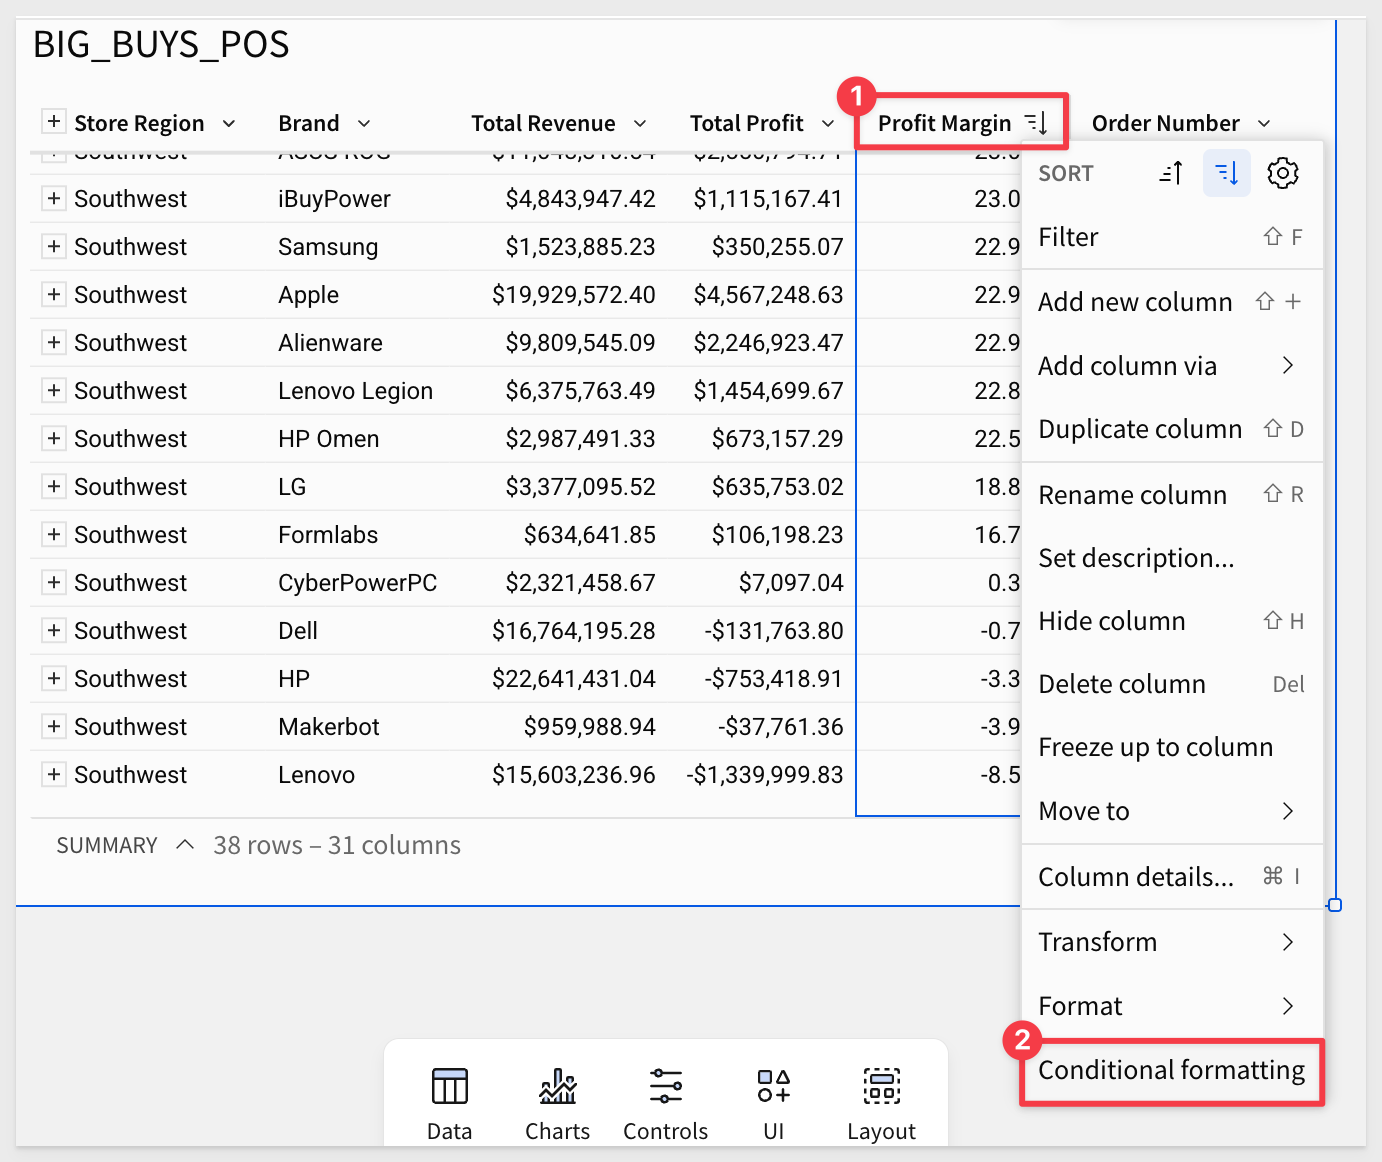 BIG_BUYS_POS
1
+ Store Region Brand Total Revenue Total Profit Profit Margin Order Number
+ Southwest iBuyPower $4,843,947.42 $1,115,167.41 23.0
+ Southwest Samsung $1,523,885.23 $350,255.07 22.9
+ Southwest Apple $19,929,572.40 $4,567,248.63 22.9
+ Southwest Alienware $9,809,545.09 $2,246,923.47 22.9
+ Southwest Lenovo Legion $6,375,763.49 $1,454,699.67 22.8
+ Southwest HP Omen $2,987,491.33 $673,157.29 22.5
+ Southwest LG $3,377,095.52 $635,753.02 18.8
+ Southwest Formlabs $634,641.85 $106,198.23 16.7
+ Southwest CyberPowerPC $2,321,458.67 $7,097.04 0.3
+ Southwest Dell $16,764,195.28 -$131,763.80 -0.7
+ Southwest HP $22,641,431.04 -$753,418.91 -3.3
+ Southwest Makerbot $959,988.94 -$37,761.36 -3.9
+ Southwest Lenovo $15,603,236.96 -$1,339,999.83 -8.5
SUMMARY 38 rows – 31 columns
SORT
Filter ⇧ F
Add new column ⇧ +
Add column via
Duplicate column ⇧ D
Rename column ⇧ R
Set description...
Hide column ⇧ H
Delete column Del
Freeze up to column
Move to
Column details... ⌘ I
Transform
Format
2
Conditional formatting
Data Charts Controls UI Layout